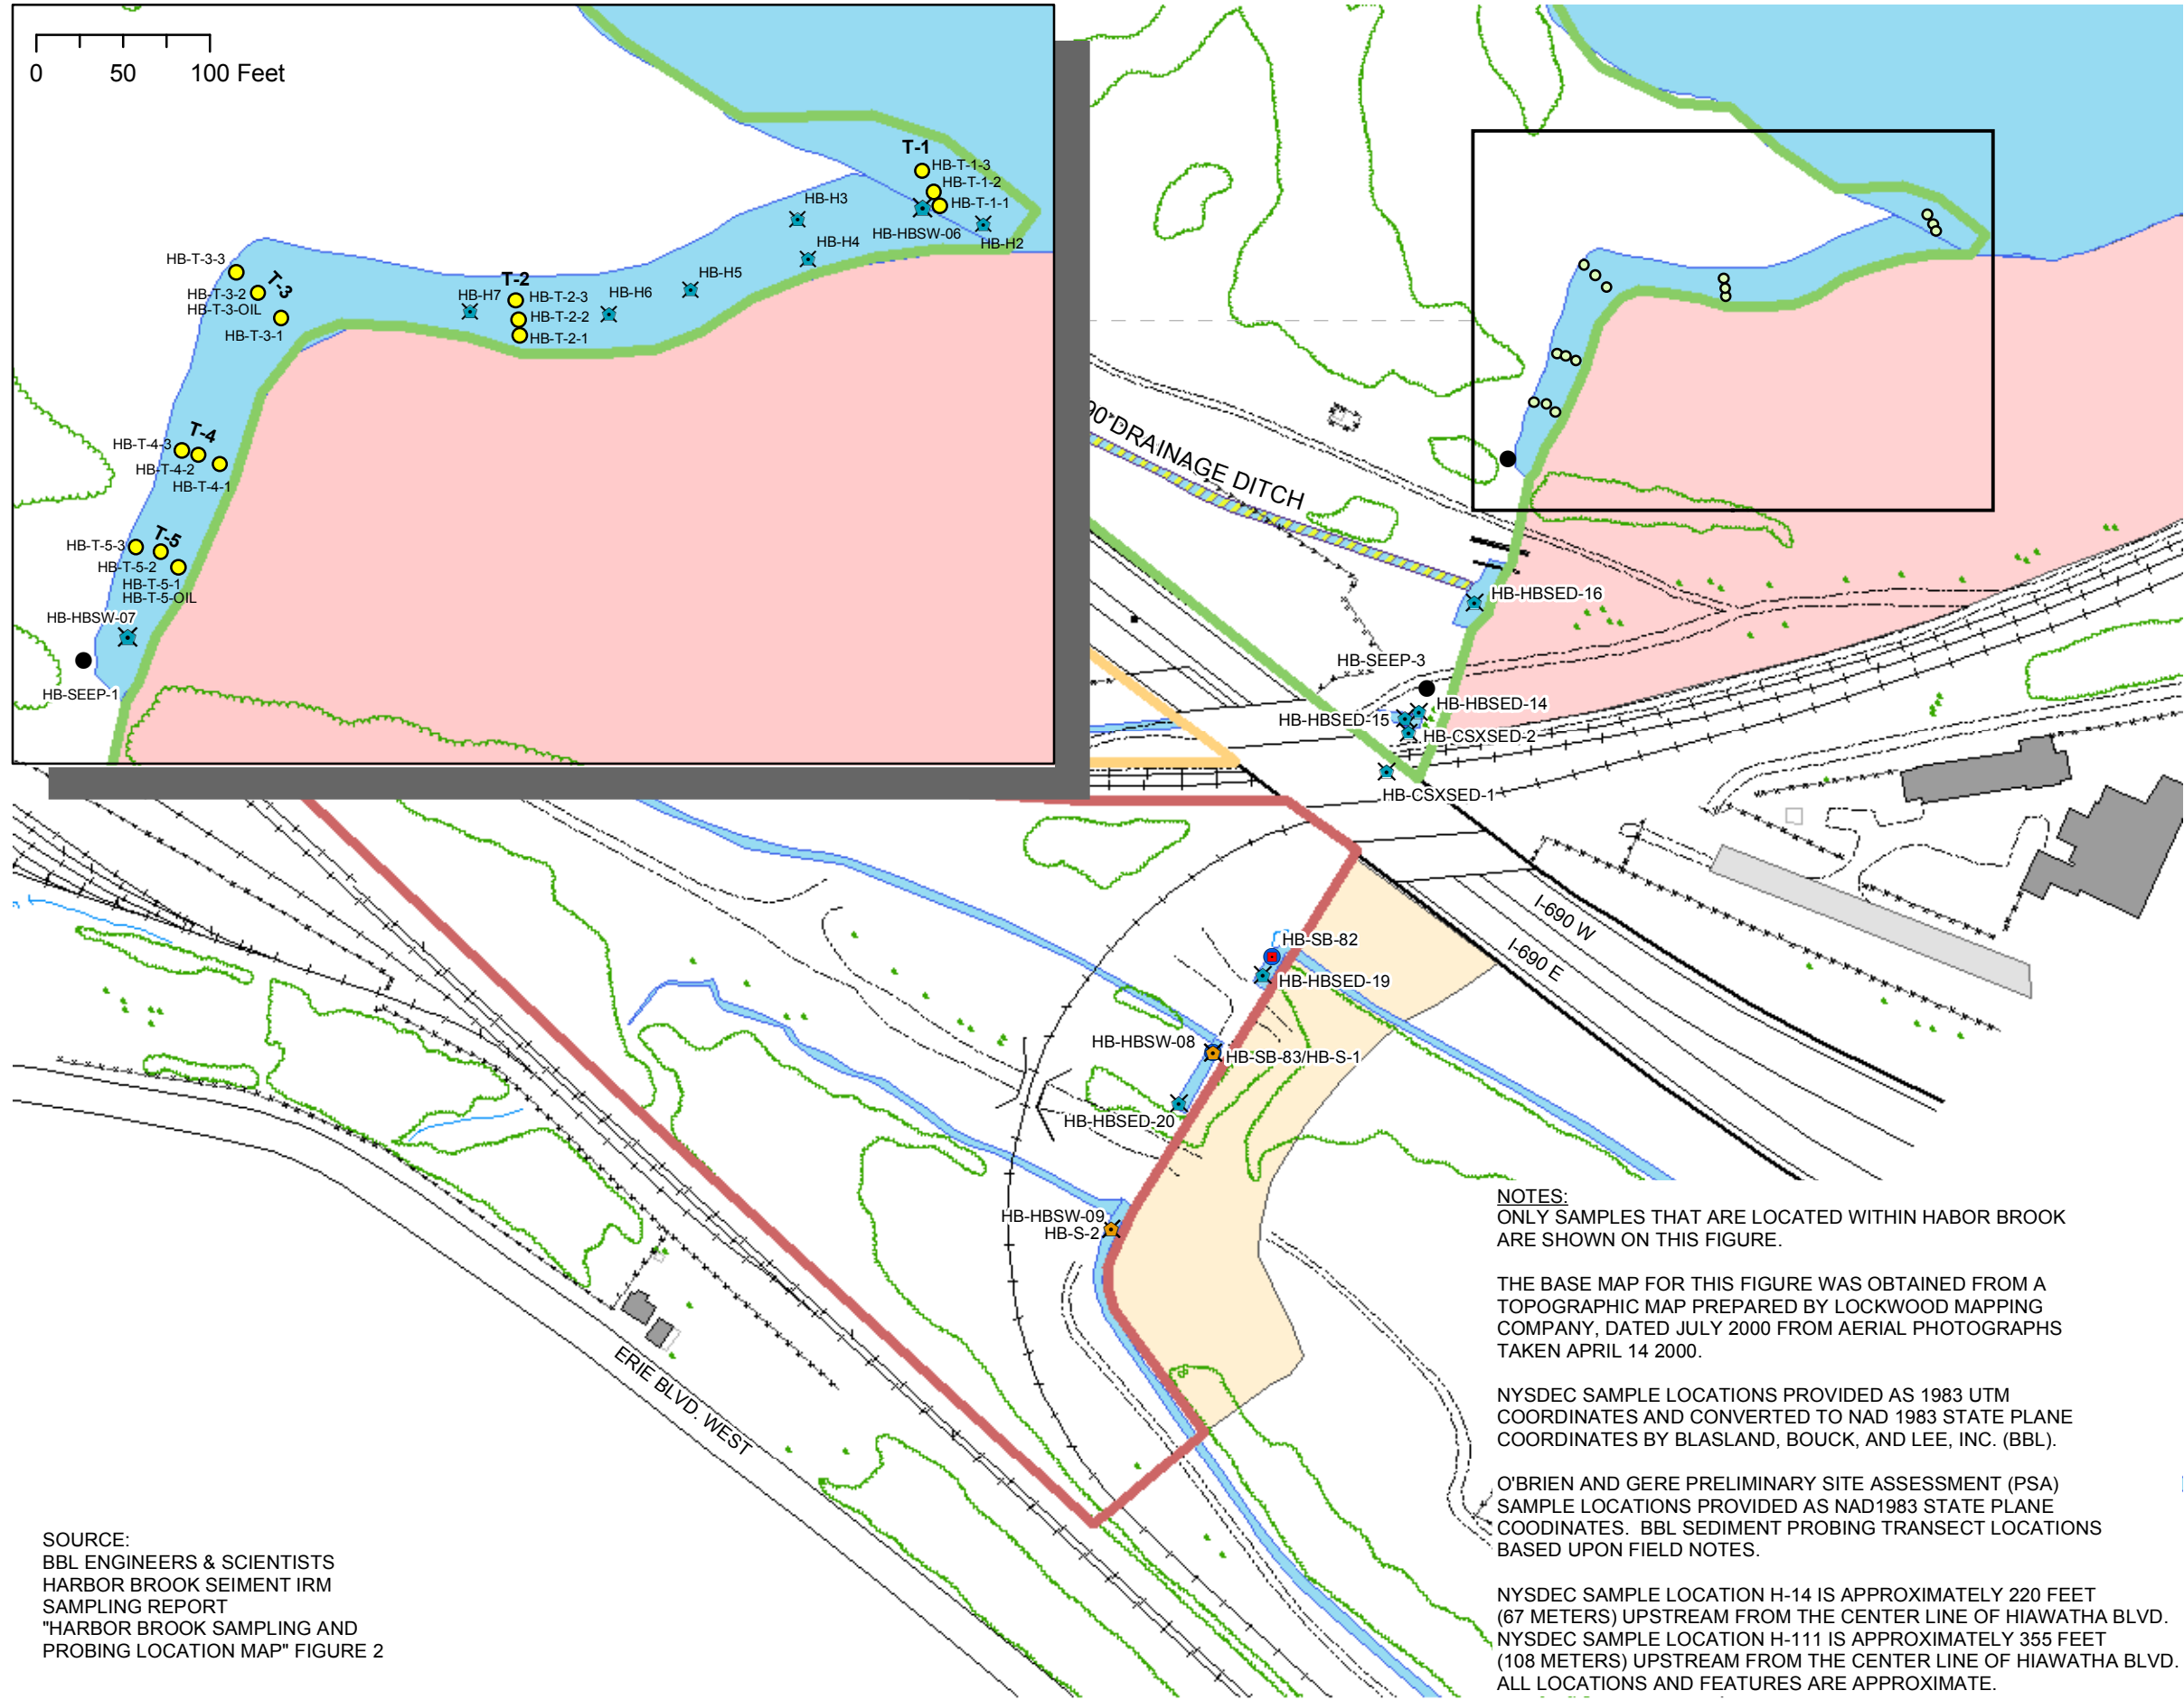 0 50 100 Feet
T-1
HB-T-1-3
HB-T-1-2
HB-T-1-1
HB-H3
HB-HBSW-06
HB-H2
HB-H4
HB-H5
HB-T-3-3
T-3
HB-T-3-2
HB-T-3-OIL
HB-T-3-1
T-2
HB-H7
HB-T-2-3
HB-H6
HB-T-2-2
HB-T-2-1
T-4
HB-T-4-3
HB-T-4-2
HB-T-4-1
T-5
HB-T-5-3
HB-T-5-2
HB-T-5-1
HB-T-5-OIL
HB-HBSW-07
HB-SEEP-1
DRAINAGE DITCH
HB-HBSED-16
HB-SEEP-3
HB-HBSED-14
HB-HBSED-15
HB-CSXSED-2
HB-CSXSED-1
I-690 W
I-690 E
HB-SB-82
HB-HBSED-19
HB-HBSW-08
HB-SB-83/HB-S-1
HB-HBSED-20
HB-HBSW-09
HB-S-2
ERIE BLVD. WEST
NOTES:
ONLY SAMPLES THAT ARE LOCATED WITHIN HABOR BROOK
ARE SHOWN ON THIS FIGURE.
THE BASE MAP FOR THIS FIGURE WAS OBTAINED FROM A
TOPOGRAPHIC MAP PREPARED BY LOCKWOOD MAPPING
COMPANY, DATED JULY 2000 FROM AERIAL PHOTOGRAPHS
TAKEN APRIL 14 2000.
NYSDEC SAMPLE LOCATIONS PROVIDED AS 1983 UTM
COORDINATES AND CONVERTED TO NAD 1983 STATE PLANE
COORDINATES BY BLASLAND, BOUCK, AND LEE, INC. (BBL).
O'BRIEN AND GERE PRELIMINARY SITE ASSESSMENT (PSA)
SAMPLE LOCATIONS PROVIDED AS NAD1983 STATE PLANE
COODINATES. BBL SEDIMENT PROBING TRANSECT LOCATIONS
BASED UPON FIELD NOTES.
NYSDEC SAMPLE LOCATION H-14 IS APPROXIMATELY 220 FEET
(67 METERS) UPSTREAM FROM THE CENTER LINE OF HIAWATHA BLVD.
NYSDEC SAMPLE LOCATION H-111 IS APPROXIMATELY 355 FEET
(108 METERS) UPSTREAM FROM THE CENTER LINE OF HIAWATHA BLVD.
ALL LOCATIONS AND FEATURES ARE APPROXIMATE.
SOURCE:
BBL ENGINEERS & SCIENTISTS
HARBOR BROOK SEIMENT IRM
SAMPLING REPORT
"HARBOR BROOK SAMPLING AND
PROBING LOCATION MAP" FIGURE 2